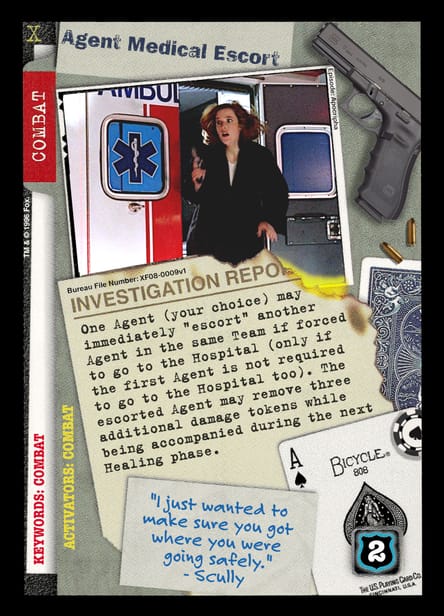 X
Agent Medical Escort
COMBAT
AMBUL
Episode: Apocrypha
TM & © 1996 Fox.
Bureau File Number: XF08-0009v1
INVESTIGATION REPO
One Agent (your choice) may
immediately "escort" another
Agent in the same Team if forced
to go to the Hospital (only if
the first Agent is not required
to go to the Hospital too). The
escorted Agent may remove three
additional damage tokens while
being accompanied during the next
Healing phase.
KEYWORDS: COMBAT
ACTIVATORS: COMBAT
"I just wanted to
make sure you got
where you were
going safely."
- Scully
A
BICYCLE®
808
2
THE U.S. PLAYING CARD CO.
CINCINNATI, U.S.A.